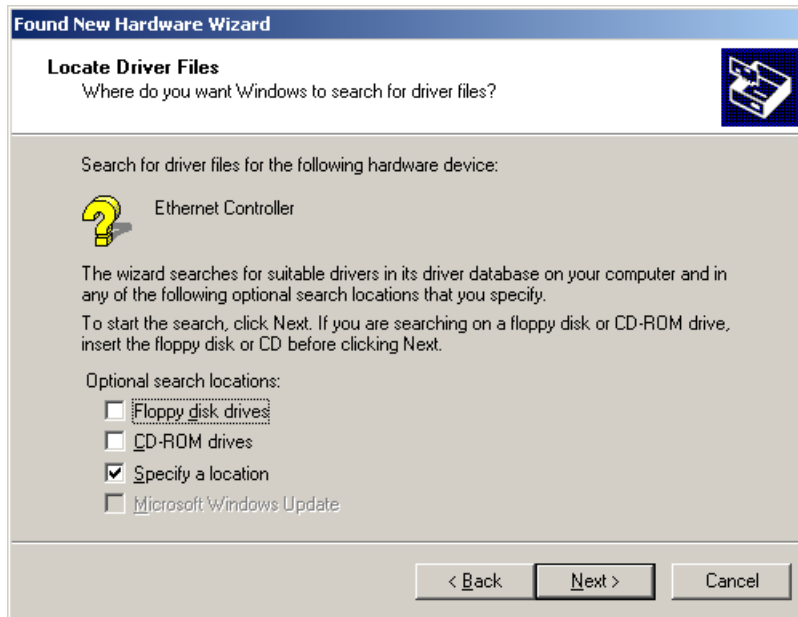 Found New Hardware Wizard
Locate Driver Files
Where do you want Windows to search for driver files?
Search for driver files for the following hardware device:
Ethernet Controller
The wizard searches for suitable drivers in its driver database on your computer and in
any of the following optional search locations that you specify.
To start the search, click Next. If you are searching on a floppy disk or CD-ROM drive,
insert the floppy disk or CD before clicking Next.
Optional search locations:
Floppy disk drives
CD-ROM drives
Specify a location
Microsoft Windows Update
< Back Next > Cancel